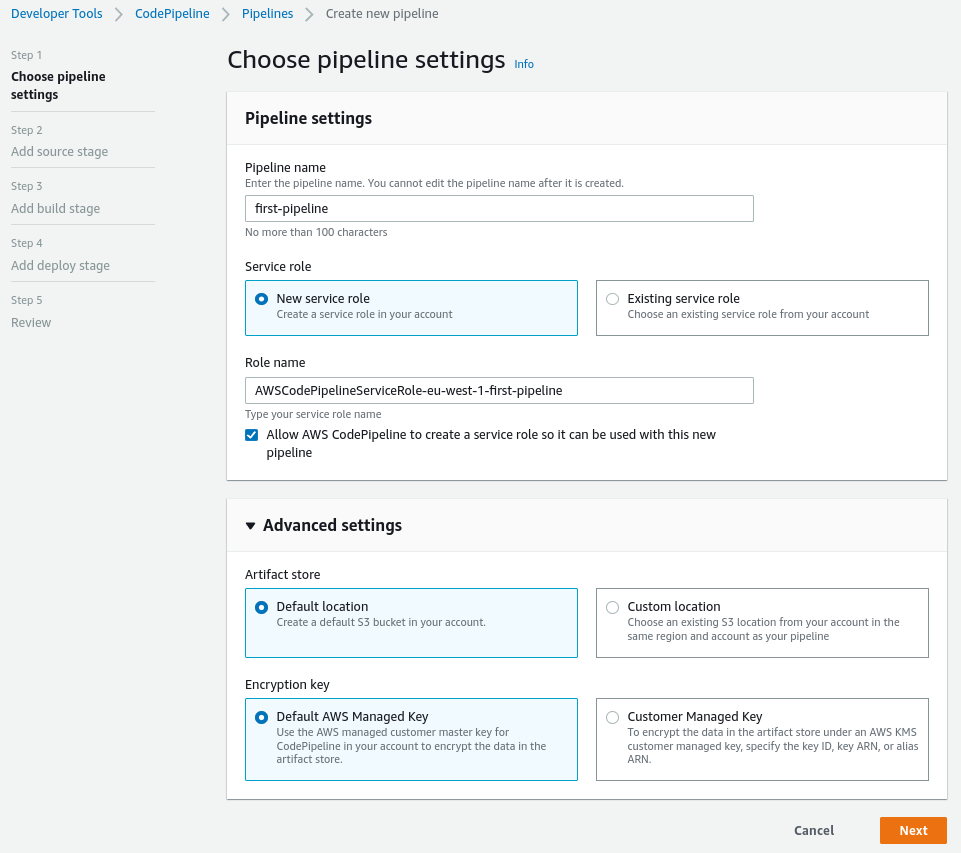 Developer Tools > CodePipeline > Pipelines > Create new pipeline
Step 1
Choose pipeline
settings
Step 2
Add source stage
Step 3
Add build stage
Step 4
Add deploy stage
Step 5
Review
Choose pipeline settings Info
Pipeline settings
Pipeline name
Enter the pipeline name. You cannot edit the pipeline name after it is created.
first-pipeline
No more than 100 characters
Service role
New service role
Create a service role in your account
Existing service role
Choose an existing service role from your account
Role name
AWSCodePipelineServiceRole-eu-west-1-first-pipeline
Type your service role name
Allow AWS CodePipeline to create a service role so it can be used with this new
pipeline
Advanced settings
Artifact store
Default location
Create a default S3 bucket in your account.
Custom location
Choose an existing S3 location from your account in the
same region and account as your pipeline
Encryption key
Default AWS Managed Key
Use the AWS managed customer master key for
CodePipeline in your account to encrypt the data in the
artifact store.
Customer Managed Key
To encrypt the data in the artifact store under an AWS KMS
customer managed key, specify the key ID, key ARN, or alias
ARN.
Cancel
Next